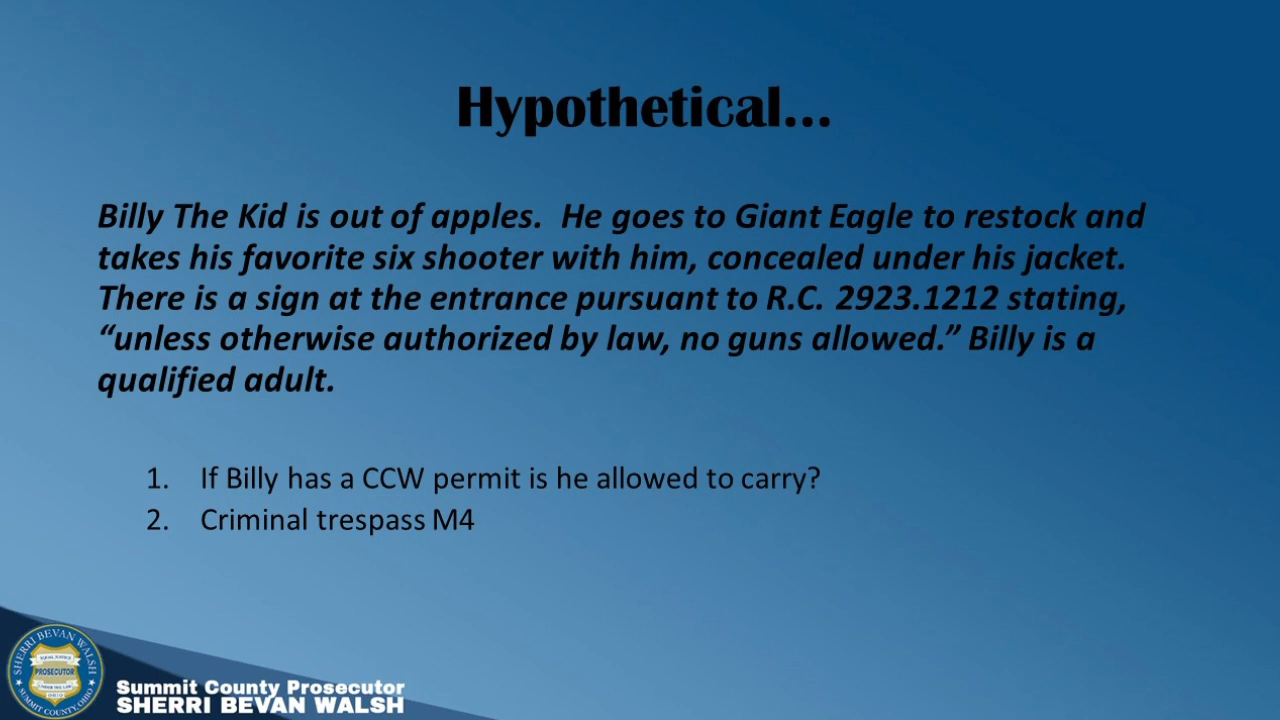 Hypothetical...
Billy The Kid is out of apples.  He goes to Giant Eagle to restock and
takes his favorite six shooter with him, concealed under his jacket.
There is a sign at the entrance pursuant to R.C. 2923.1212 stating,
“unless otherwise authorized by law, no guns allowed.” Billy is a
qualified adult.
1. If Billy has a CCW permit is he allowed to carry?
2. Criminal trespass M4
SHERRI BEVAN WALSH
PROSECUTOR
OHIO
SUMMIT COUNTY, OHIO
Summit County Prosecutor
SHERRI BEVAN WALSH